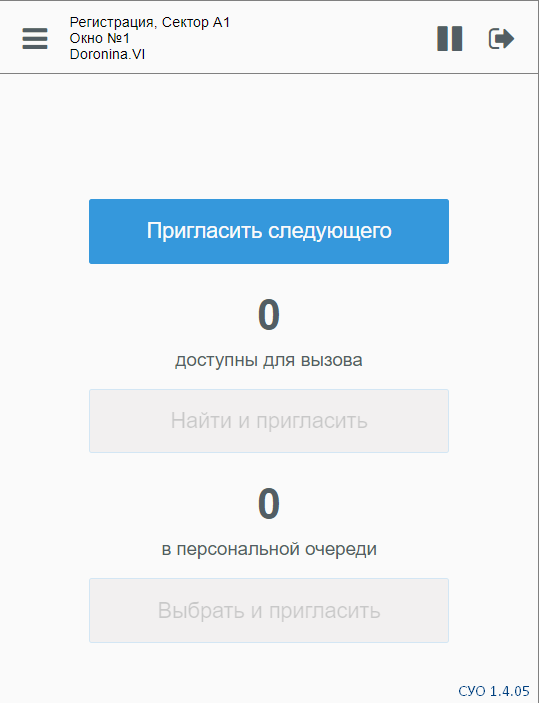 Регистрация, Сектор А1
Окно №1
Doronina.VI
Пригласить следующего
0
доступны для вызова
Найти и пригласить
0
в персональной очереди
Выбрать и пригласить
СУО 1.4.05